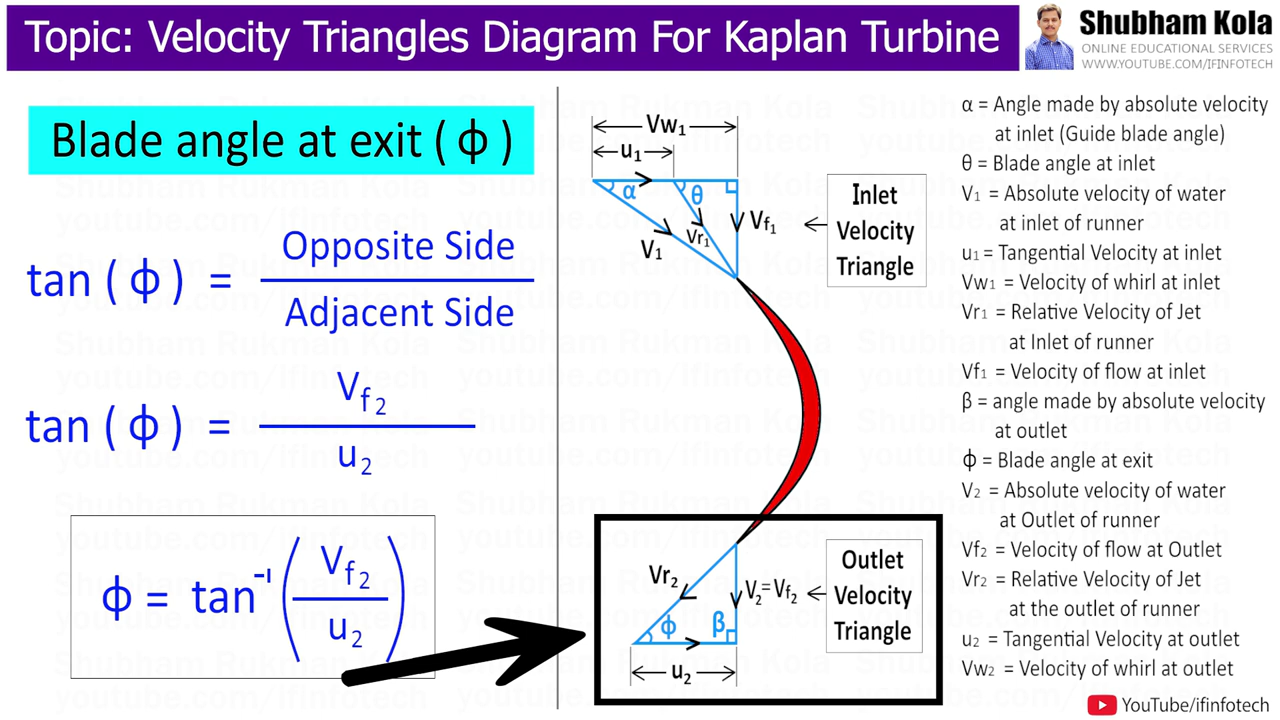 Topic: Velocity Triangles Diagram For Kaplan Turbine
Shubham Kola
ONLINE EDUCATIONAL SERVICES
WWW.YOUTUBE.COM/IFINFOTECH
Blade angle at exit ( ϕ )
tan ( ϕ ) = Opposite Side
Adjacent Side
tan ( ϕ ) = Vf2
u2
ϕ = tan-1 ( Vf2
u2 )
Vw1
u1
α
θ
Vf1
Vr1
V1
Inlet
Velocity
Triangle
Vr2
V2=Vf2
ϕ
β
u2
Outlet
Velocity
Triangle
α = Angle made by absolute velocity
at inlet (Guide blade angle)
θ = Blade angle at inlet
V1 = Absolute velocity of water
at inlet of runner
u1 = Tangential Velocity at inlet
Vw1 = Velocity of whirl at inlet
Vr1 = Relative Velocity of Jet
at Inlet of runner
Vf1 = Velocity of flow at inlet
β = angle made by absolute velocity
at outlet
ϕ = Blade angle at exit
V2 = Absolute velocity of water
at Outlet of runner
Vf2 = Velocity of flow at Outlet
Vr2 = Relative Velocity of Jet
at the outlet of runner
u2 = Tangential Velocity at outlet
Vw2 = Velocity of whirl at outlet
YouTube/ifinfotech
Shubham Rukman Kola
youtube.com/ifinfotech